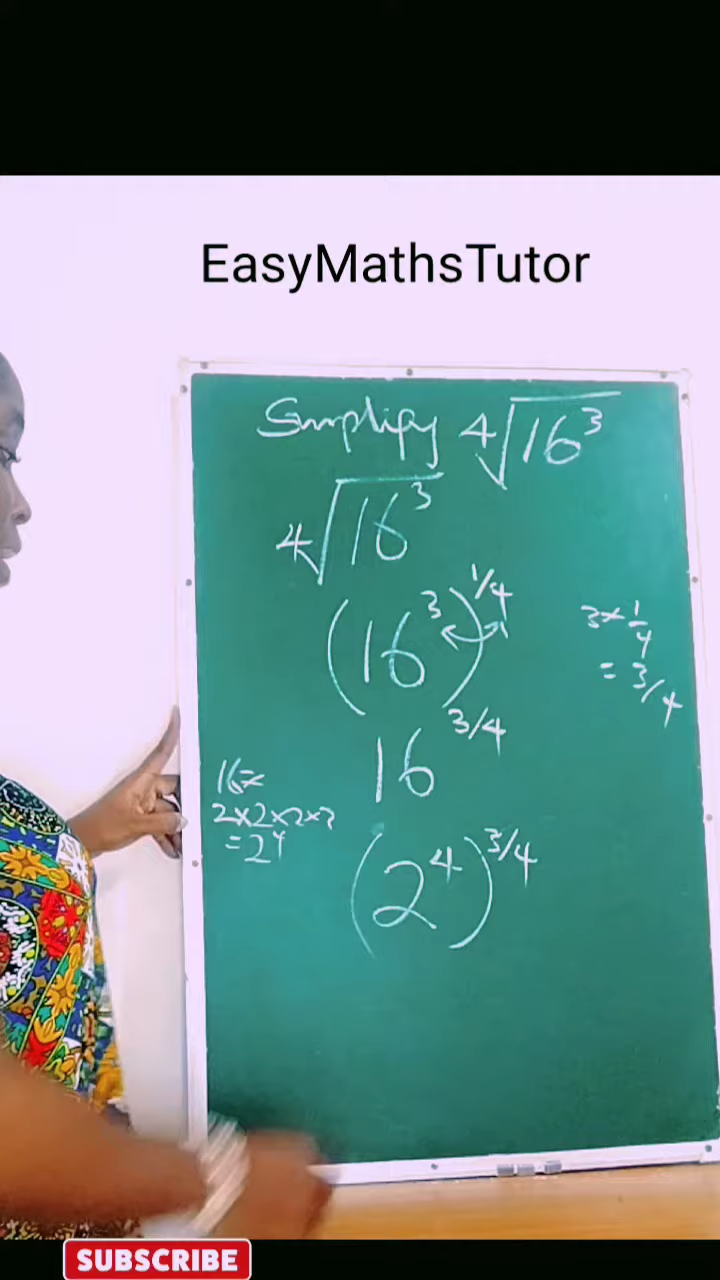 EasyMathsTutor
Simplify ⁴√16³
⁴√16³
(16³)^1/4
3 × 1/4
= 3/4
16^3/4
16=
2×2×2×2
=2⁴
(2⁴)^3/4
SUBSCRIBE